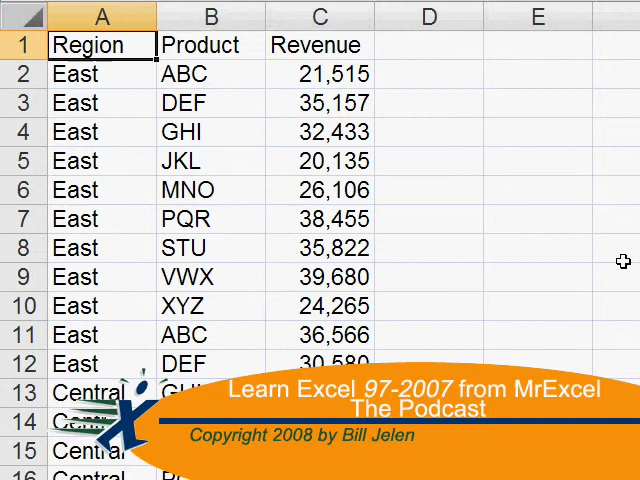 A B C D E
1 Region Product Revenue
2 East ABC 21,515
3 East DEF 35,157
4 East GHI 32,433
5 East JKL 20,135
6 East MNO 26,106
7 East PQR 38,455
8 East STU 35,822
9 East VWX 39,680
10 East XYZ 24,265
11 East ABC 36,566
12 East DEF 30,580
13 Central
14
15 Central
16 Central
Learn Excel 97-2007 from MrExcel
The Podcast
Copyright 2008 by Bill Jelen